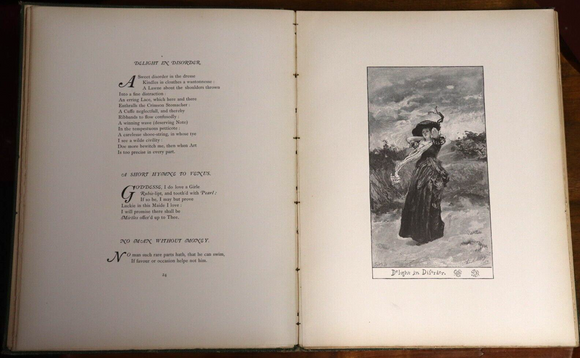 DELIGHT IN DISORDER.
A Sweet disorder in the dresse
Kindles in cloathes a wantonnesse :
A Lawne about the shoulders thrown
Into a fine distraction :
An erring Lace, which here and there
Enthralls the Crimson Stomacher :
A Cuffe neglectfull, and thereby
Ribbands to flow confusedly :
A winning wave (deserving Note)
In the tempestuous petticote :
A carelesse shooe-string, in whose tye
I see a wilde civility :
Doe more bewitch me, then when Art
Is too precise in every part.
A SHORT HYMNE TO VENUS.
GODDESSE, I do love a Girle
Rubie-lipt, and tooth'd with Pearl :
If so be, I may but prove
Luckie in this Maide I love :
I will promise there shall be
Mirtles offer'd up to Thee.
NO MAN WITHOUT MONEY.
NO man such rare parts hath, that he can swim,
If favour or occasion helpe not him.
Delight in Disorder.